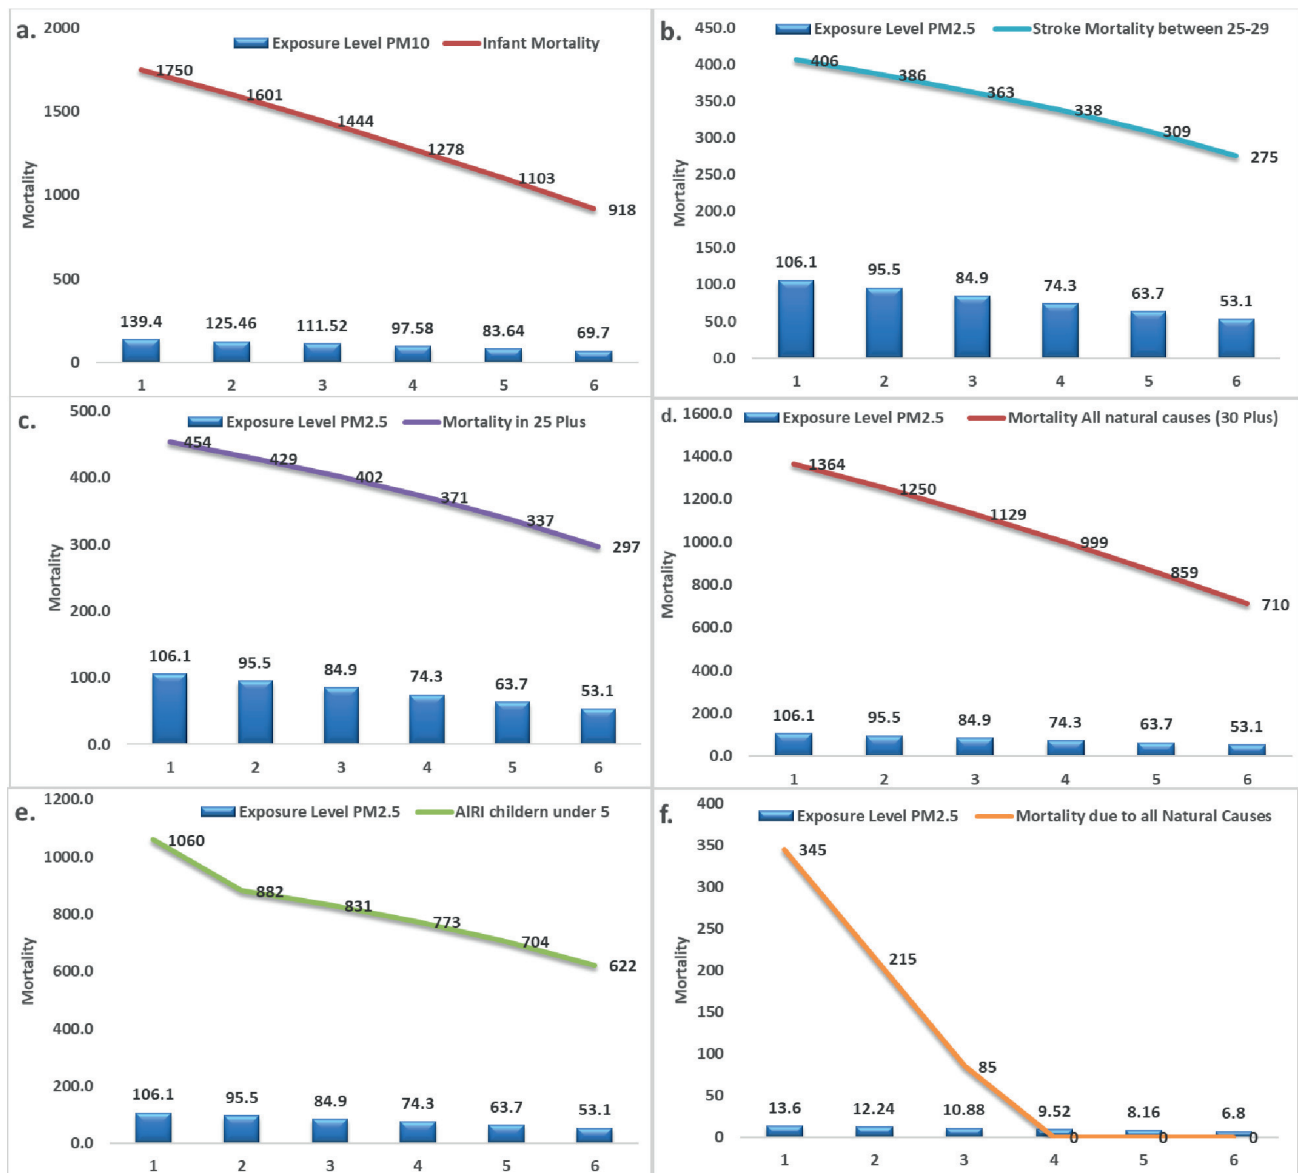 a.
2000
1500
1000
500
0
Mortality
Exposure Level PM10 Infant Mortality
1750
1601
1444
1278
1103
918
139.4 125.46 111.52 97.58 83.64 69.7
1 2 3 4 5 6
b.
450.0
400.0
350.0
300.0
250.0
200.0
150.0
100.0
50.0
0.0
Mortality
Exposure Level PM2.5 Stroke Mortality between 25-29
406
386
363
338
309
275
106.1 95.5 84.9 74.3 63.7 53.1
1 2 3 4 5 6
c.
500.0
400.0
300.0
200.0
100.0
0.0
Mortality
Exposure Level PM2.5 Mortality in 25 Plus
454
429
402
371
337
297
106.1 95.5 84.9 74.3 63.7 53.1
1 2 3 4 5 6
d.
1600.0
1400.0
1200.0
1000.0
800.0
600.0
400.0
200.0
0.0
Mortality
Exposure Level PM2.5 Mortality All natural causes (30 Plus)
1364
1250
1129
999
859
710
106.1 95.5 84.9 74.3 63.7 53.1
1 2 3 4 5 6
e.
1200.0
1000.0
800.0
600.0
400.0
200.0
0.0
Mortality
Exposure Level PM2.5 AlRI childern under 5
1060
882
831
773
704
622
106.1 95.5 84.9 74.3 63.7 53.1
1 2 3 4 5 6
f.
400
350
300
250
200
150
100
50
0
Mortality
Exposure Level PM2.5 Mortality due to all Natural Causes
345
215
85
13.6 12.24 10.88 9.52 8.16 6.8
0 0 0
1 2 3 4 5 6